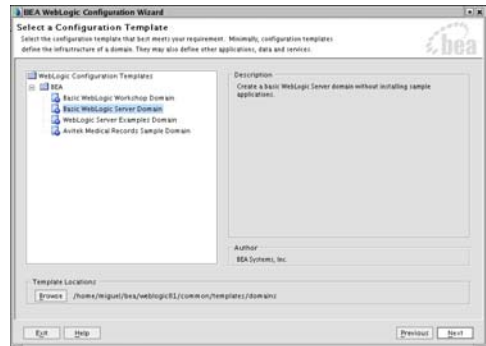 BEA WebLogic Configuration Wizard
Select a Configuration Template
Select the configuration template that best meets your requirement. Minimally, configuration templates
define the infrastructure of a domain. They may also define other applications, data and services.
bea
WebLogic Configuration Templates
BEA
Basic WebLogic Workshop Domain
Basic WebLogic Server Domain
WebLogic Server Examples Domain
Avitek Medical Records Sample Domain
Description
Create a basic WebLogic Server domain without installing sample
applications.
Author
BEA Systems, Inc.
Template Locations
Browse /home/miguel/bea/weblogic81/common/templates/domains
Exit Help Previous Next